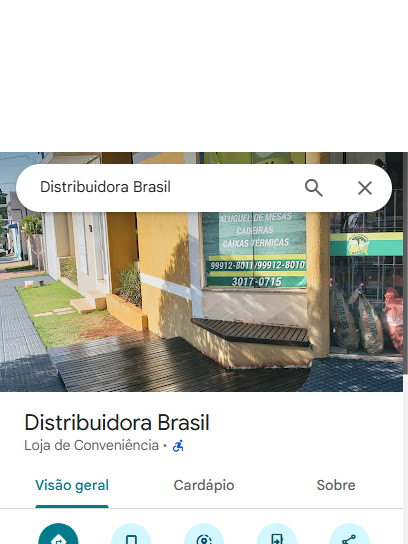 Distribuidora Brasil
ALUGUEL DE MESAS
CADEIRAS
CAIXAS TÉRMICAS
99912-8011/99912-8010
3017-0715
Distribuidora Brasil
Loja de Conveniência ·
Visão geral
Cardápio
Sobre